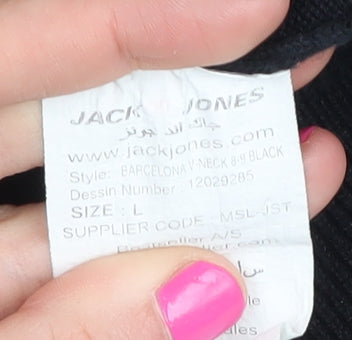 JACK JONES
جاك اند جونز
www.jackjones.com
Style: BARCELONA V-NECK 8-9 BLACK
Dessin Number: 12029285
SIZE : L
SUPPLIER CODE : MSL-JST
Bestseller A/S